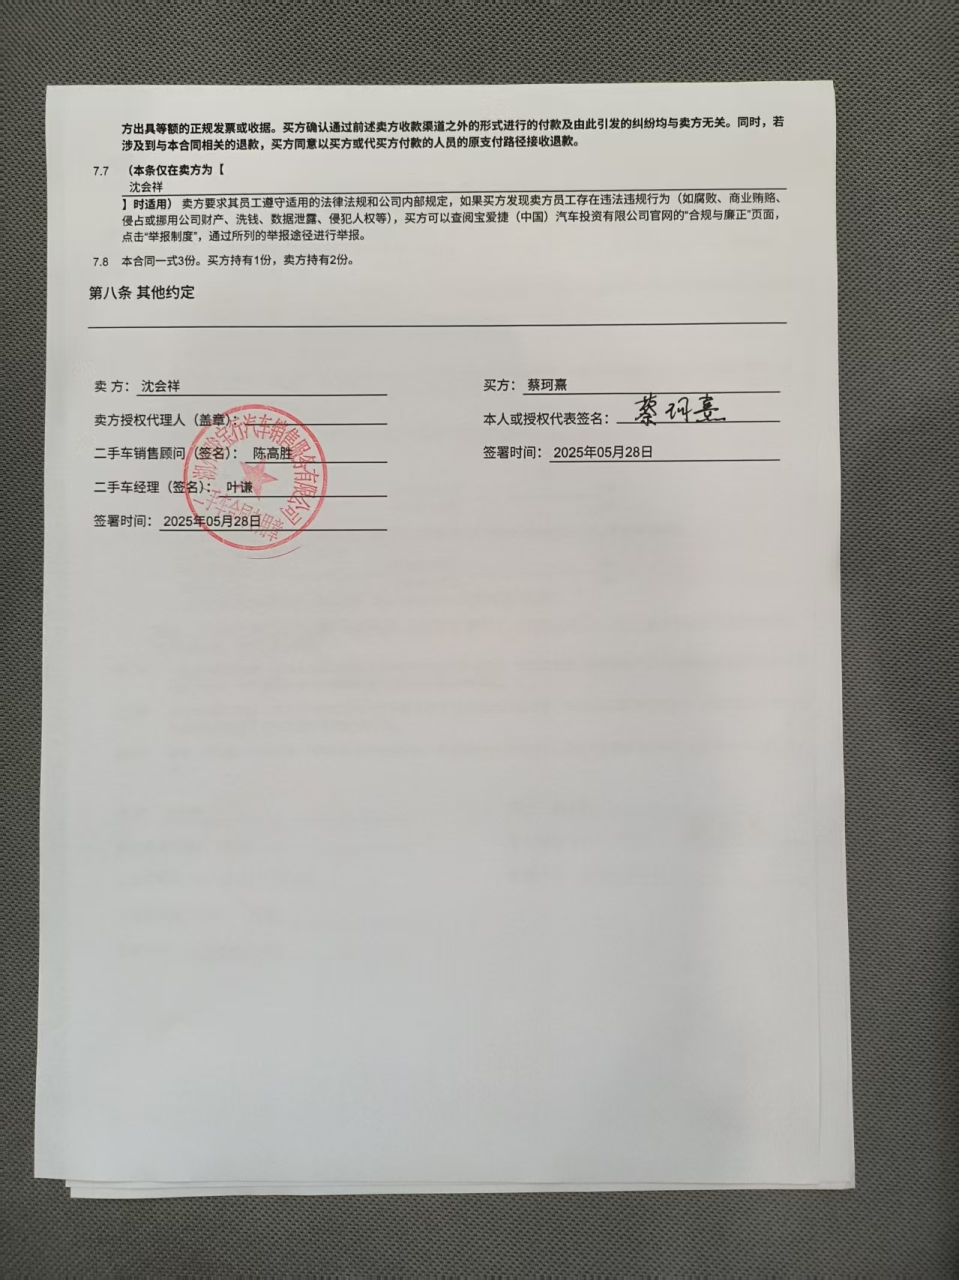 方出具等额的正规发票或收据。买方确认通过前述卖方收款渠道之外的形式进行的付款及由此引发的纠纷均与卖方无关。同时，若
涉及到与本合同相关的退款，买方同意以买方或代买方付款的人员的原支付路径接收退款。
7.7 （本条仅在卖方为【
沈会祥
】时适用） 卖方要求其员工遵守适用的法律法规和公司内部规定，如果买方发现卖方员工存在违法违规行为（如腐败、商业贿赂、
侵占或挪用公司财产、洗钱、数据泄露、侵犯人权等），买方可以查阅宝爱捷（中国）汽车投资有限公司官网的“合规与廉正”页面，
点击“举报制度”，通过所列的举报途径进行举报。
7.8 本合同一式3份。买方持有1份，卖方持有2份。
第八条 其他约定
卖 方： 沈会祥
卖方授权代理人（盖章）：
二手车销售顾问（签名）： 陈高胜
二手车经理（签名）： 叶谦
签署时间： 2025年05月28日
买方： 蔡珂熹
本人或授权代表签名： 蔡珂熹
签署时间： 2025年05月28日
宝行汽车销售服务有限公司